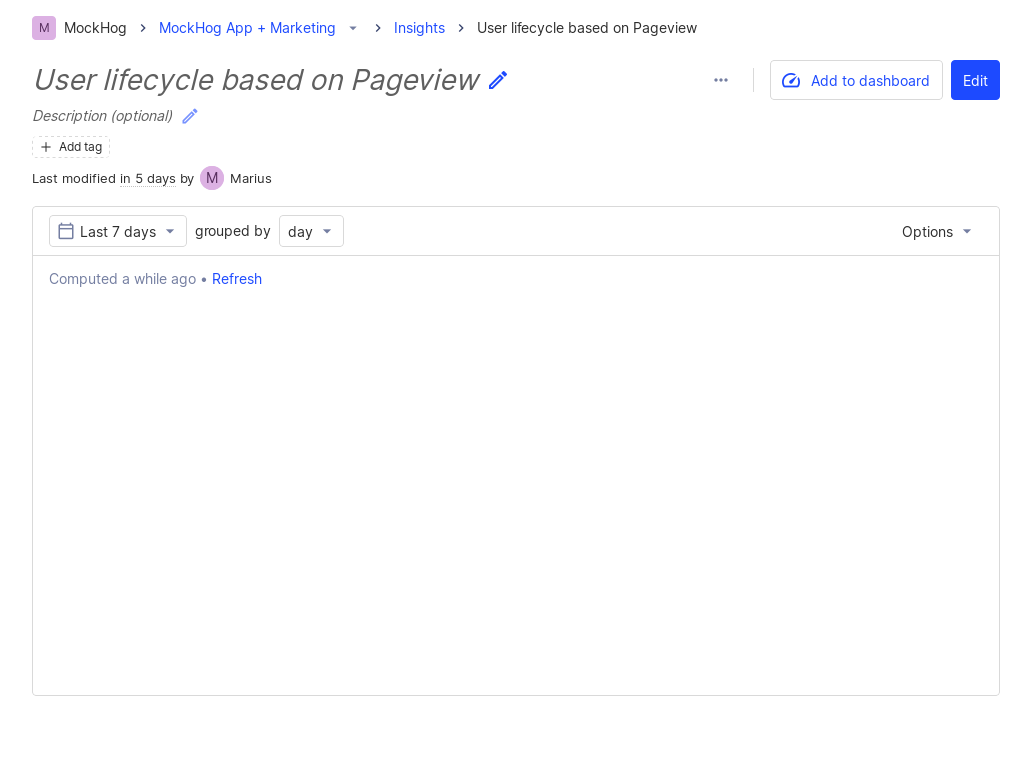 M MockHog MockHog App + Marketing Insights User lifecycle based on Pageview
User lifecycle based on Pageview
Add to dashboard
Edit
Description (optional)
Add tag
Last modified in 5 days by M Marius
Last 7 days grouped by day Options
Computed a while ago • Refresh